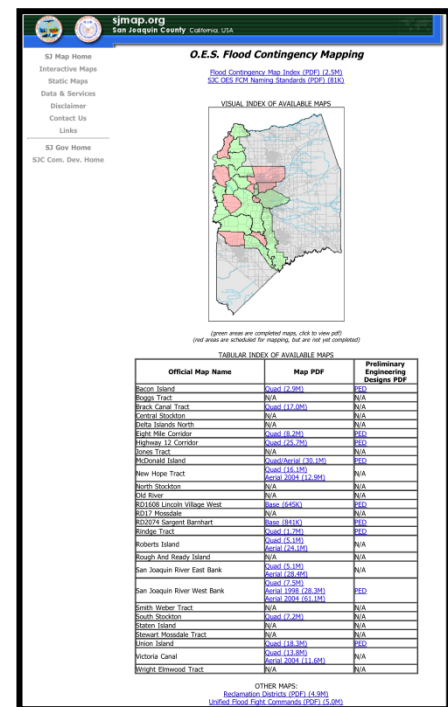 sjmap.org
San Joaquin County California, USA
SJ Map Home
Interactive Maps
Static Maps
Data & Services
Disclaimer
Contact Us
Links
SJ Gov Home
SJC Com. Dev. Home
O.E.S. Flood Contingency Mapping
Flood Contingency Map Index (PDF) (2.5M)
SJC OES FCM Naming Standards (PDF) (81K)
VISUAL INDEX OF AVAILABLE MAPS
(green areas are completed maps, click to view pdf)
(red areas are scheduled for mapping, but are not yet completed)
TABULAR INDEX OF AVAILABLE MAPS
Official Map Name Map PDF Preliminary Engineering Designs PDF
Bacon Island Quad (2.9M) PED
Boggs Tract N/A N/A
Brack Canal Tract Quad (17.0M) N/A
Central Stockton N/A N/A
Delta Islands North N/A N/A
Eight Mile Corridor Quad (8.2M) PED
Highway 12 Corridor Quad (25.7M) PED
Jones Tract N/A N/A
McDonald Island Quad/Aerial (30.1M) PED
New Hope Tract Quad (16.1M) N/A
Aerial 2004 (12.9M)
North Stockton N/A N/A
Old River N/A N/A
RD1608 Lincoln Village West Base (645K) PED
RD17 Mossdale N/A N/A
RD2074 Sargent Barnhart Base (841K) PED
Rindge Tract Quad (1.7M) PED
Roberts Island Quad (5.1M) N/A
Aerial (24.1M)
Rough And Ready Island N/A N/A
San Joaquin River East Bank Quad (5.1M) N/A
Aerial (28.4M)
San Joaquin River West Bank Quad (7.5M) PED
Aerial 1998 (28.3M)
Aerial 2004 (61.1M)
Smith Weber Tract N/A N/A
South Stockton Quad (7.2M) N/A
Staten Island N/A N/A
Stewart Mossdale Tract N/A N/A
Union Island Quad (18.3M) PED
Victoria Canal Quad (13.8M) N/A
Aerial 2004 (11.6M)
Wright Elmwood Tract N/A N/A
OTHER MAPS:
Reclamation Districts (PDF) (4.9M)
Unified Flood Fight Commands (PDF) (5.0M)